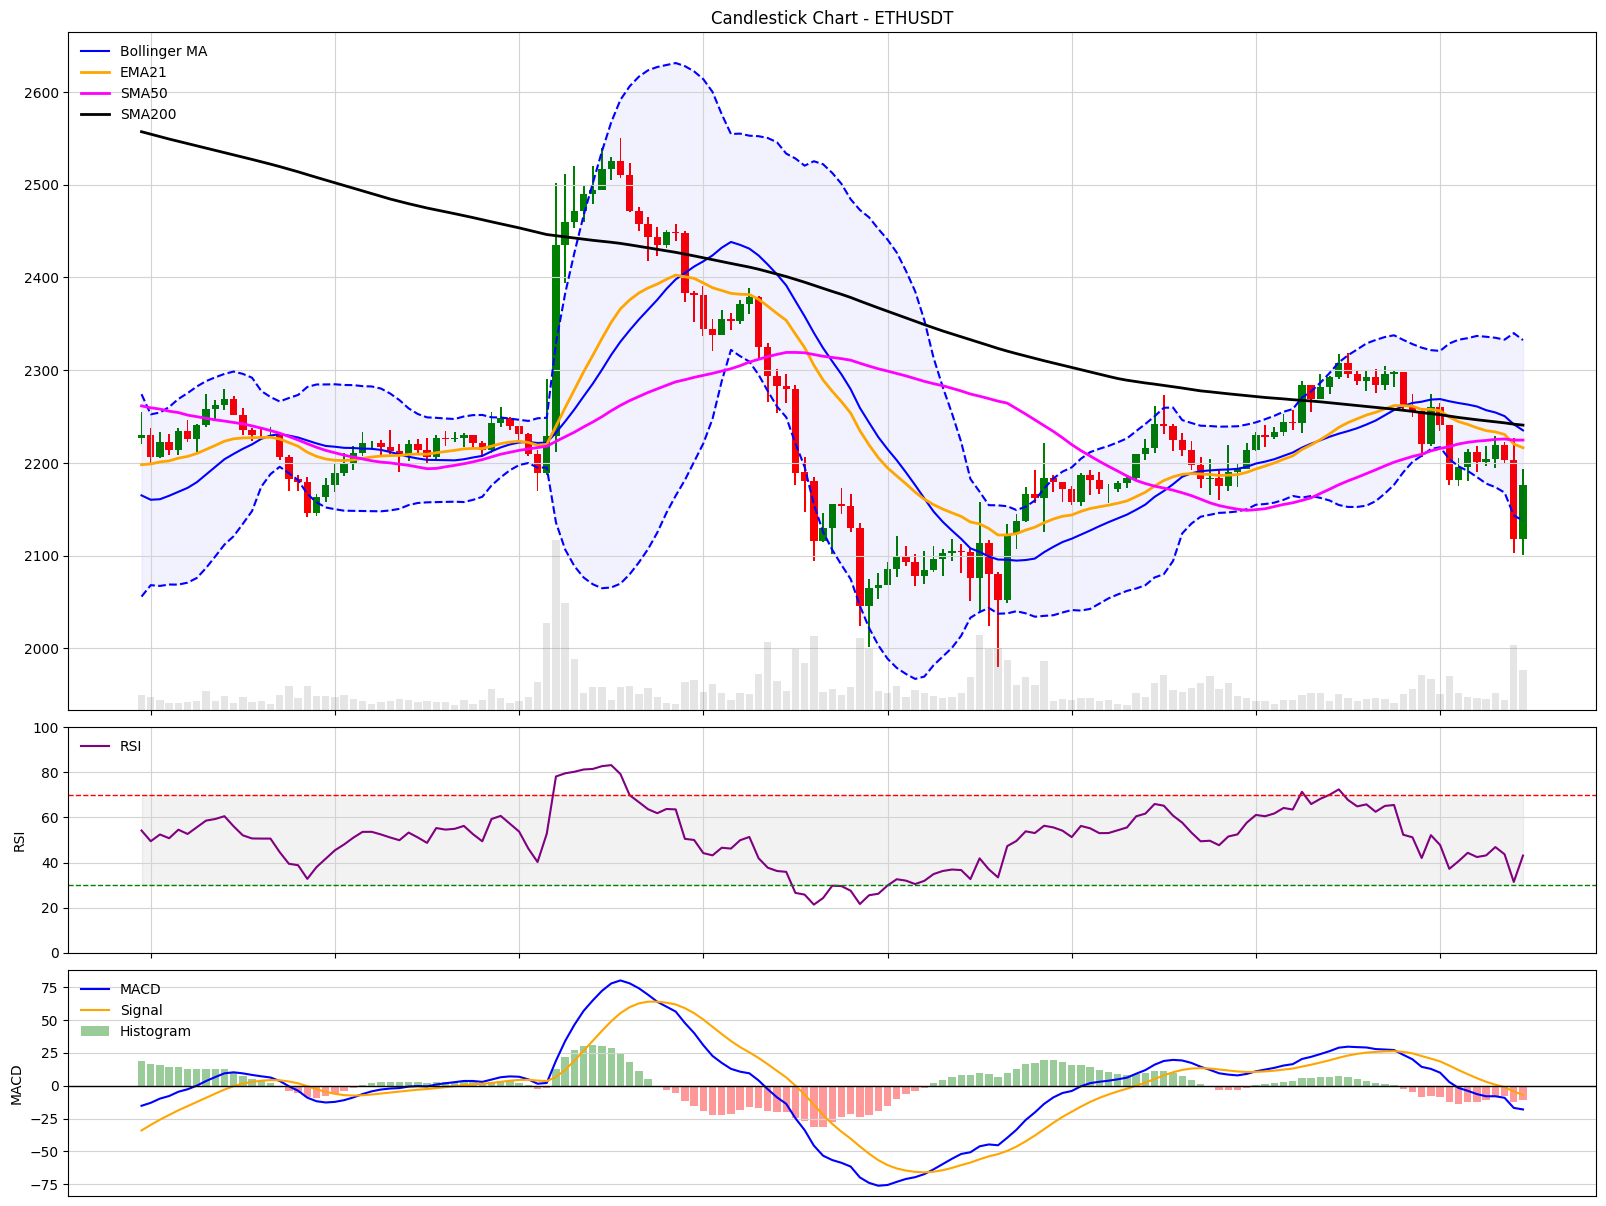 Candlestick Chart - ETHUSDT
Bollinger MA
EMA21
SMA50
SMA200
2600
2500
2400
2300
2200
2100
2000
RSI
100
80
60
40
20
0
RSI
MACD
Signal
Histogram
75
50
25
0
−25
−50
−75
MACD